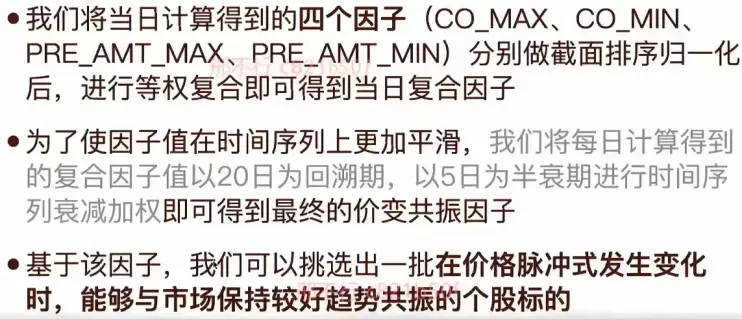 •我们将当日计算得到的四个因子（CO_MAX、CO_MIN、
PRE_AMT_MAX、PRE_AMT_MIN）分别做截面排序归一化
后，进行等权复合即可得到当日复合因子
•为了使因子值在时间序列上更加平滑，我们将每日计算得到
的复合因子值以20日为回溯期，以5日为半衰期进行时间序
列衰减加权即可得到最终的价变共振因子
•基于该因子，我们可以挑选出一批在价格脉冲式发生变化
时，能够与市场保持较好趋势共振的个股标的